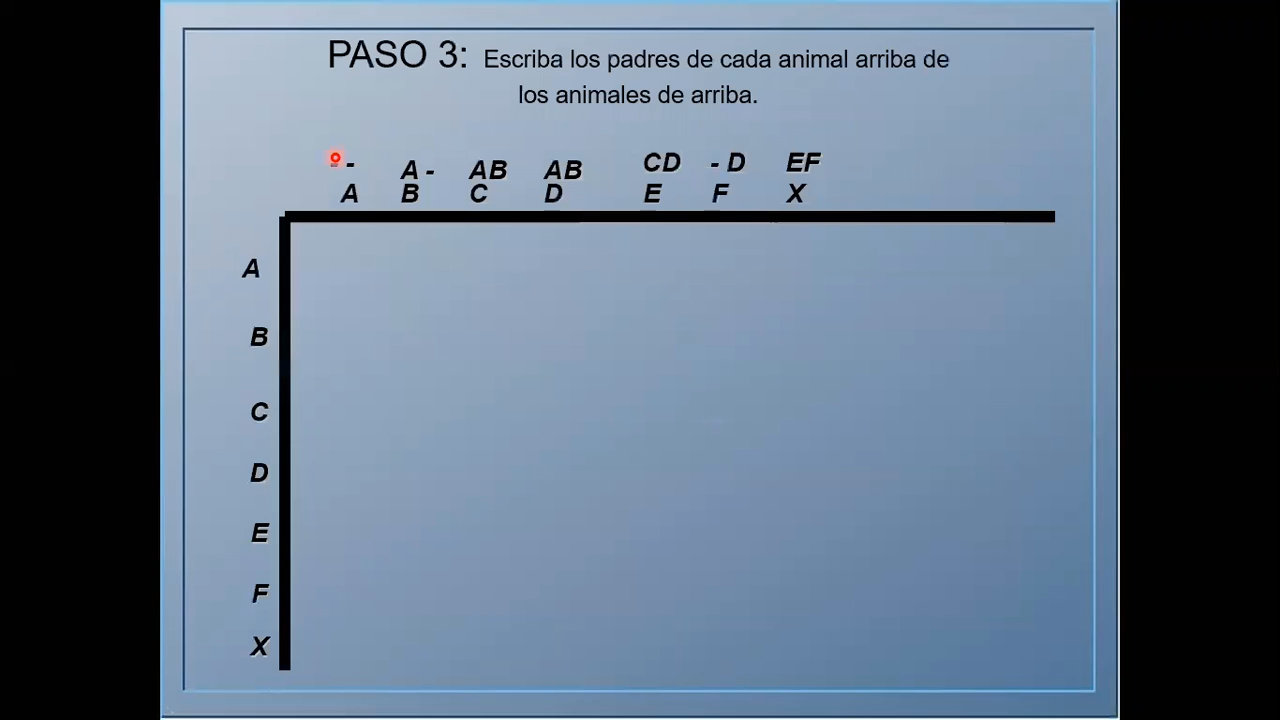 PASO 3: Escriba los padres de cada animal arriba de
los animales de arriba.
- - A - AB AB CD - D EF
A B C D E F X
A
B
C
D
E
F
X